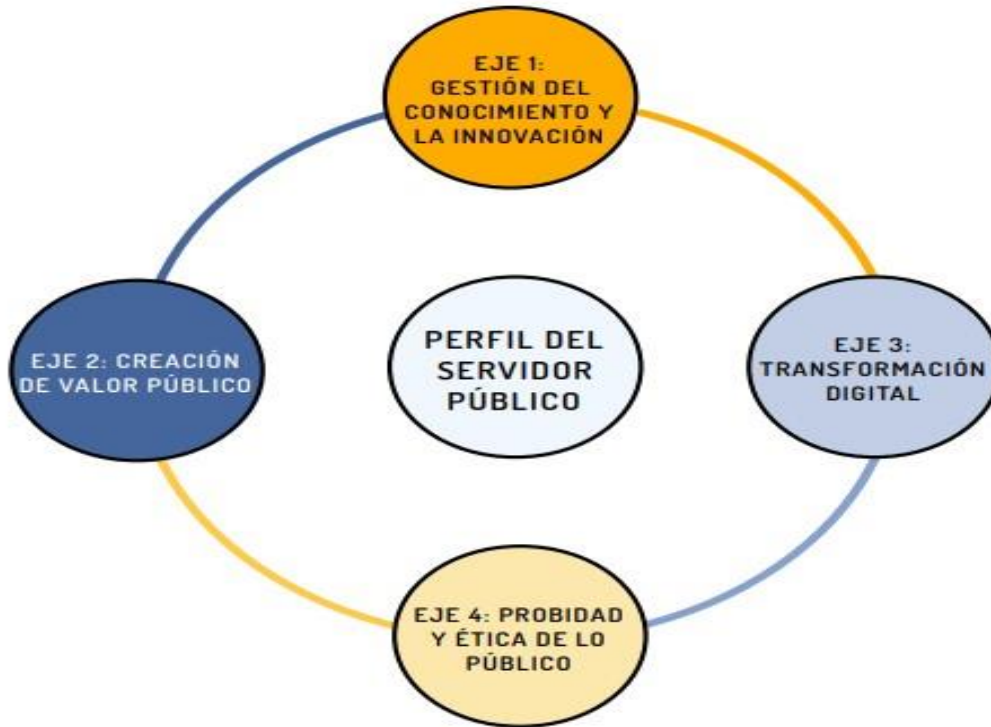 EJE 1:
GESTIÓN DEL
CONOCIMIENTO Y
LA INNOVACIÓN
EJE 2: CREACIÓN
DE VALOR PÚBLICO
PERFIL DEL
SERVIDOR
PÚBLICO
EJE 3:
TRANSFORMACIÓN
DIGITAL
EJE 4: PROBIDAD
Y ÉTICA DE LO
PÚBLICO